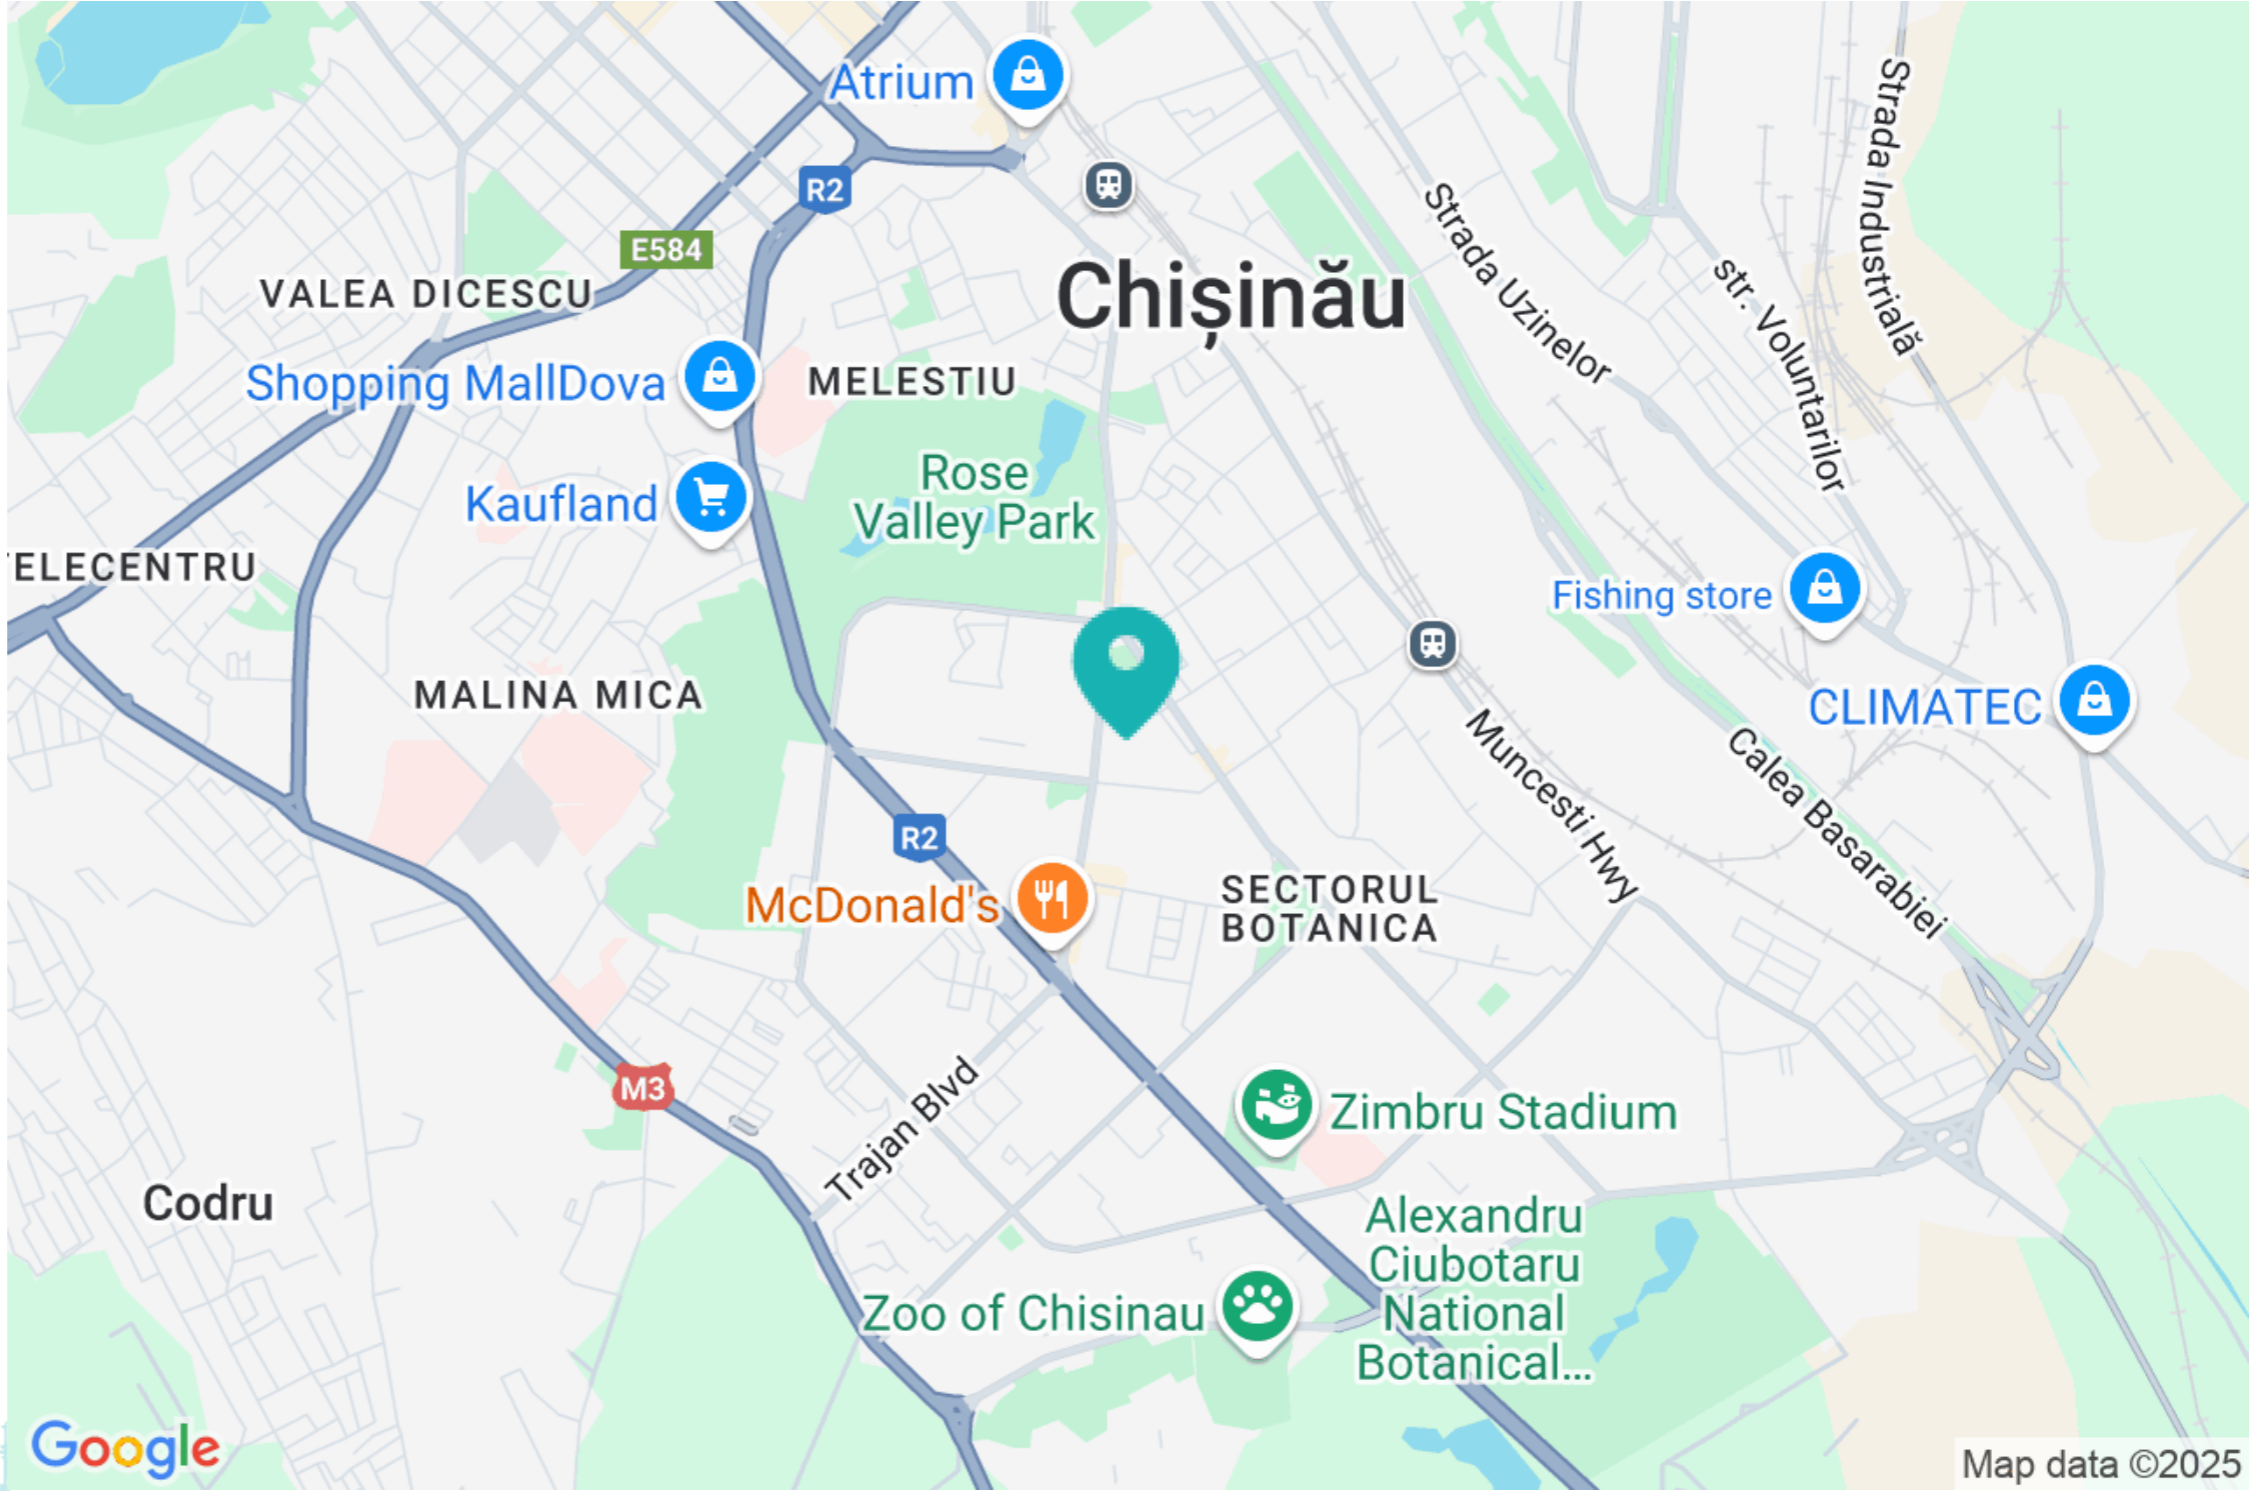 Atrium
R2
E584
Chișinău
VALEA DICESCU
Strada Industrială
Strada Uzinelor
str. Voluntarilor
Shopping MallDova
MELESTIU
Rose
Valley Park
Kaufland
ELECENTRU
Fishing store
MALINA MICA
CLIMATEC
Muncesti Hwy
Calea Basarabiei
R2
McDonald's
SECTORUL
BOTANICA
M3
Trajan Blvd
Zimbru Stadium
Codru
Alexandru
Ciubotaru
National
Botanical...
Zoo of Chisinau
Google
Map data ©2025